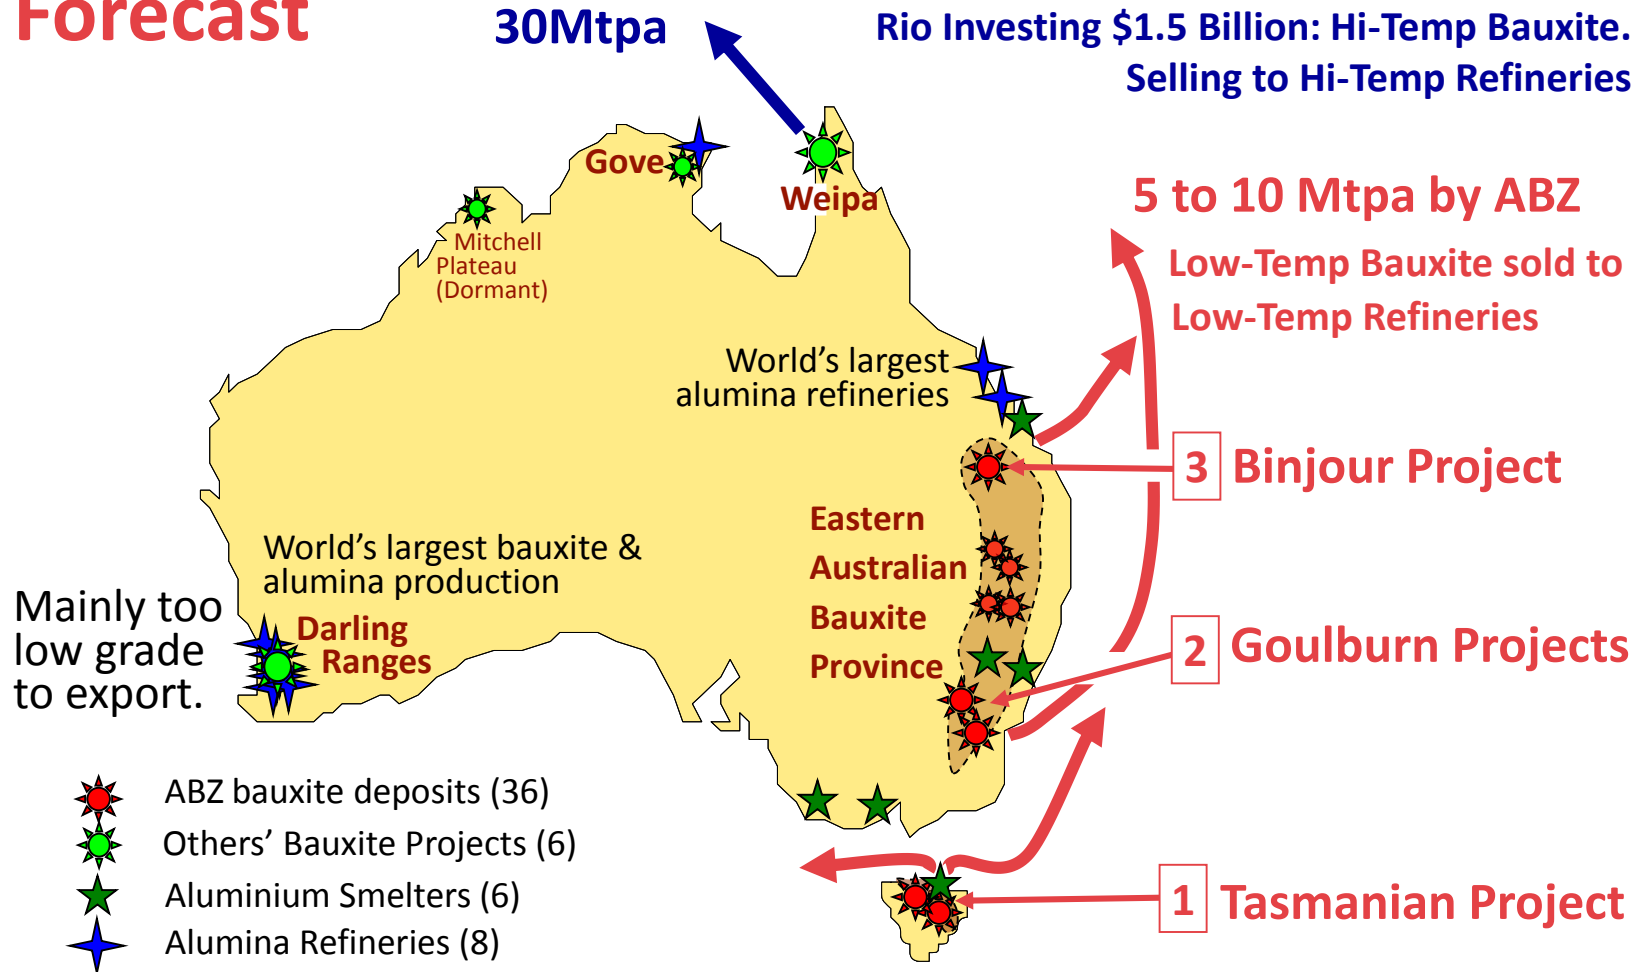 Forecast
30Mtpa
Rio Investing $1.5 Billion: Hi-Temp Bauxite.
Selling to Hi-Temp Refineries
Gove
Weipa
Mitchell
Plateau
(Dormant)
5 to 10 Mtpa by ABZ
Low-Temp Bauxite sold to
Low-Temp Refineries
World's largest
alumina refineries
3 Binjour Project
Eastern
Australian
Bauxite
Province
World's largest bauxite &
alumina production
Mainly too
low grade
to export.
Darling
Ranges
2 Goulburn Projects
ABZ bauxite deposits (36)
Others' Bauxite Projects (6)
Aluminium Smelters (6)
Alumina Refineries (8)
1 Tasmanian Project